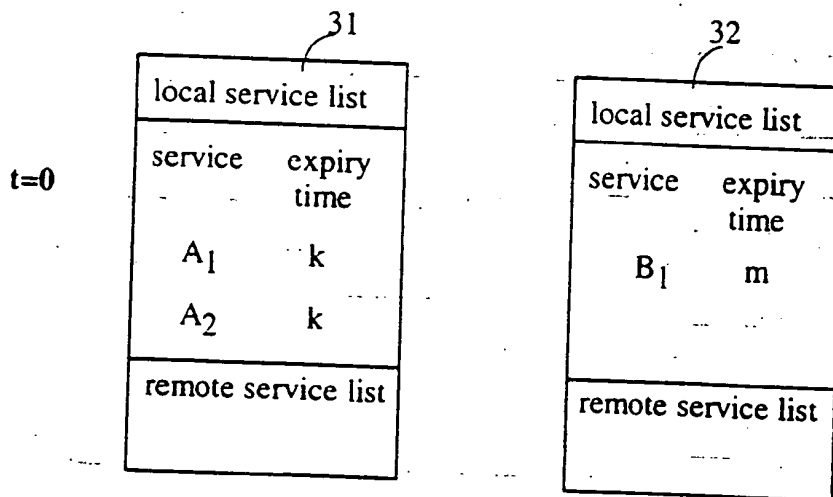 31
local service list
service expiry
time
A1 k
A2 k
remote service list
t=0
32
local service list
service expiry
time
B1 m
remote service list